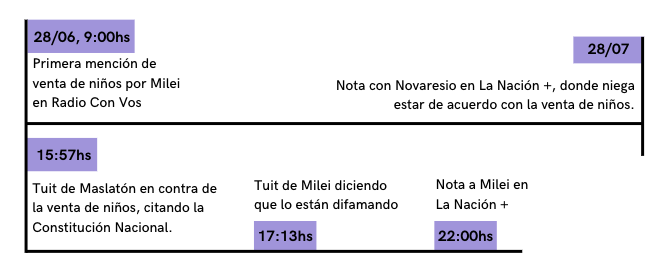 28/06, 9:00hs
Primera mención de
venta de niños por Milei
en Radio Con Vos
28/07
Nota con Novaresio en La Nación +, donde niega
estar de acuerdo con la venta de niños.
15:57hs
Tuit de Maslatón en contra de
la venta de niños, citando la
Constitución Nacional.
Tuit de Milei diciendo
que lo están difamando
17:13hs
Nota a Milei en
La Nación +
22:00hs